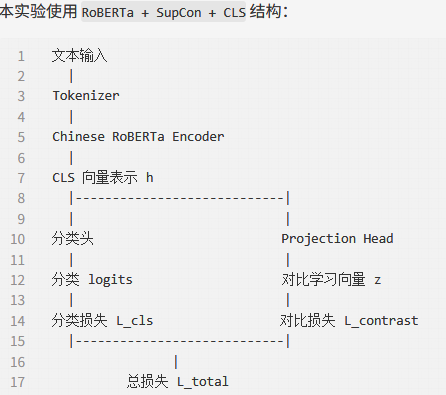 本实验使用 RoBERTa + SupCon + CLS 结构：
1 文本输入
2 |
3 Tokenizer
4 |
5 Chinese RoBERTa Encoder
6 |
7 CLS 向量表示 h
8 |---------------------------|
9 | |
10 分类头 Projection Head
11 | |
12 分类 logits 对比学习向量 z
13 | |
14 分类损失 L_cls 对比损失 L_contrast
15 |---------------------------|
16 |
17 总损失 L_total